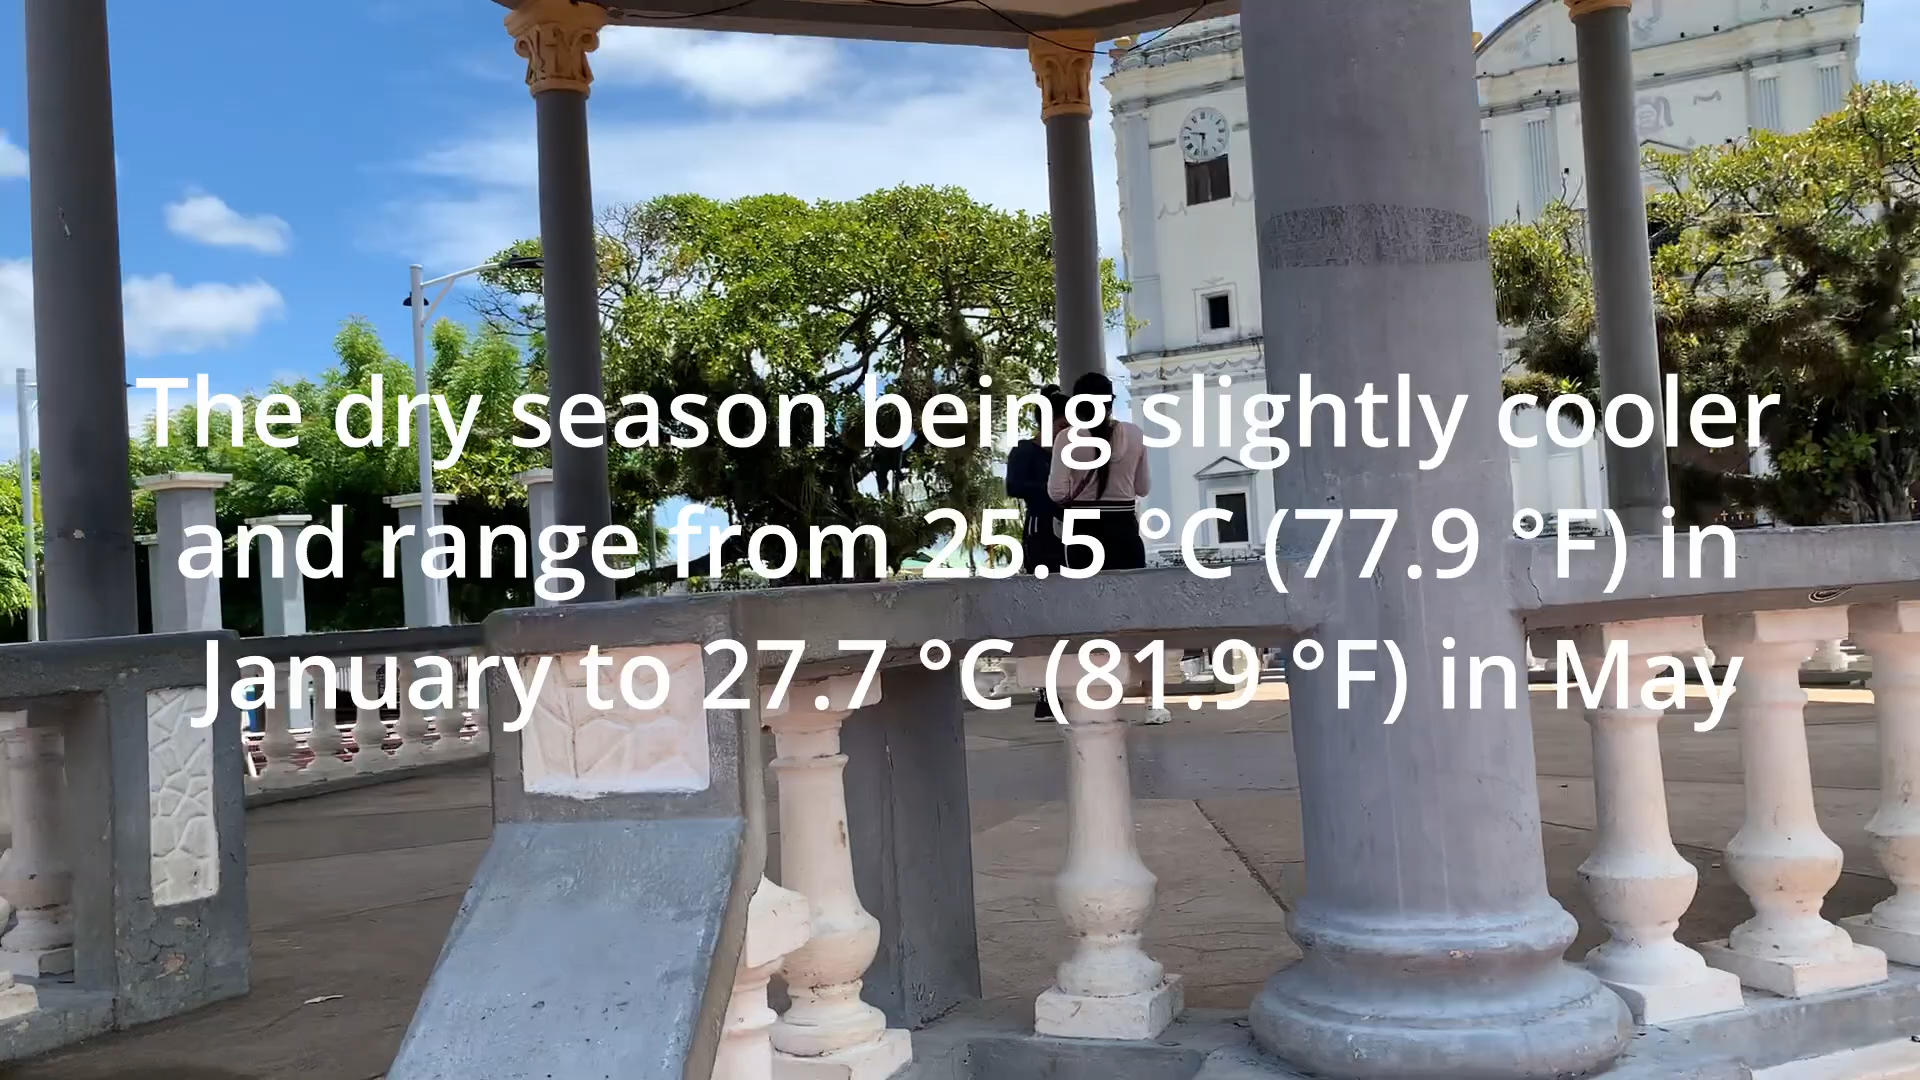 The dry season being slightly cooler
and range from 25.5 °C (77.9 °F) in
January to 27.7 °C (81.9 °F) in May